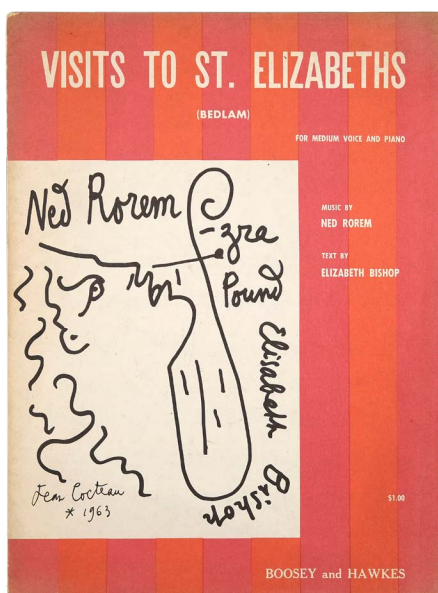 VISITS TO ST. ELIZABETHS
(BEDLAM)
FOR MEDIUM VOICE AND PIANO
MUSIC BY
NED ROREM
TEXT BY
ELIZABETH BISHOP
Ned Rorem
Ezra
Pound
Elisabeth
Bishop
Jean Cocteau
* 1963
$1.00
BOOSEY and HAWKES